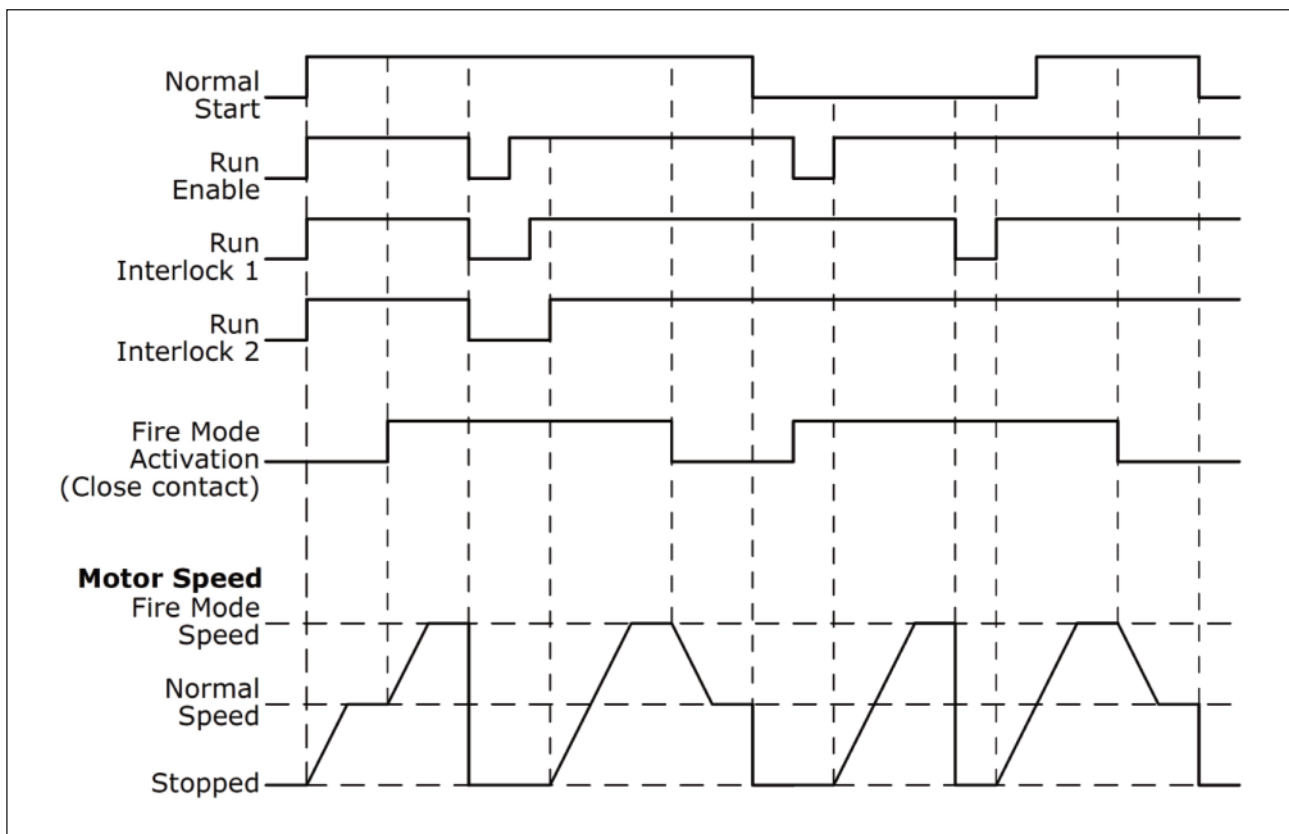 Normal
Start
Run
Enable
Run
Interlock 1
Run
Interlock 2
Fire Mode
Activation
(Close contact)
Motor Speed
Fire Mode
Speed
Normal
Speed
Stopped